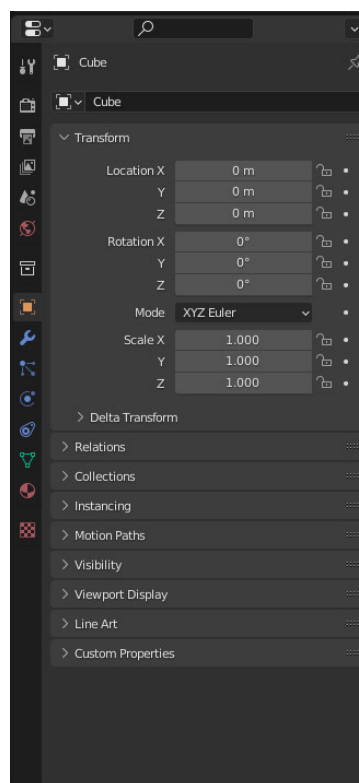 Cube
Cube
Transform
Location X 0 m
Y 0 m
Z 0 m
Rotation X 0°
Y 0°
Z 0°
Mode XYZ Euler
Scale X 1.000
Y 1.000
Z 1.000
Delta Transform
Relations
Collections
Instancing
Motion Paths
Visibility
Viewport Display
Line Art
Custom Properties